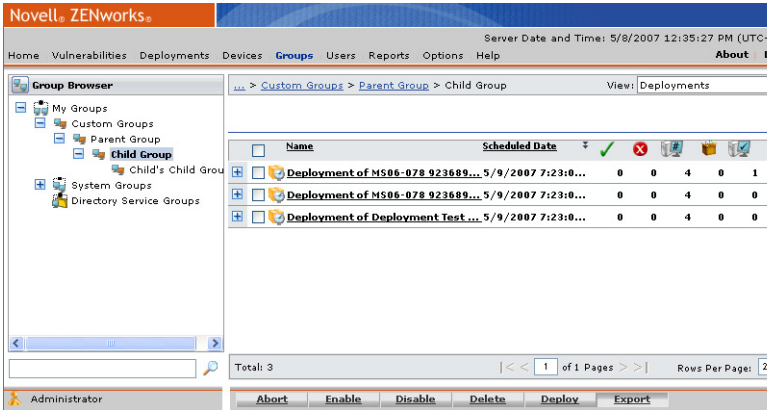 Novell® ZENworks®
Server Date and Time: 5/8/2007 12:35:27 PM (UTC-
Home Vulnerabilities Deployments Devices Groups Users Reports Options Help
About
Group Browser
... > Custom Groups > Parent Group > Child Group
View: Deployments
My Groups
Custom Groups
Parent Group
Child Group
Child's Child Grou
System Groups
Directory Service Groups
Name Scheduled Date
Deployment of MS06-078 923689... 5/9/2007 7:23:0... 0 0 4 0 1
Deployment of MS06-078 923689... 5/9/2007 7:23:0... 0 0 4 0 0
Deployment of Deployment Test ... 5/9/2007 7:23:0... 0 0 4 0 0
Total: 3
|< < 1 of 1 Pages > >|
Rows Per Page: 2
Administrator
Abort Enable Disable Delete Deploy Export